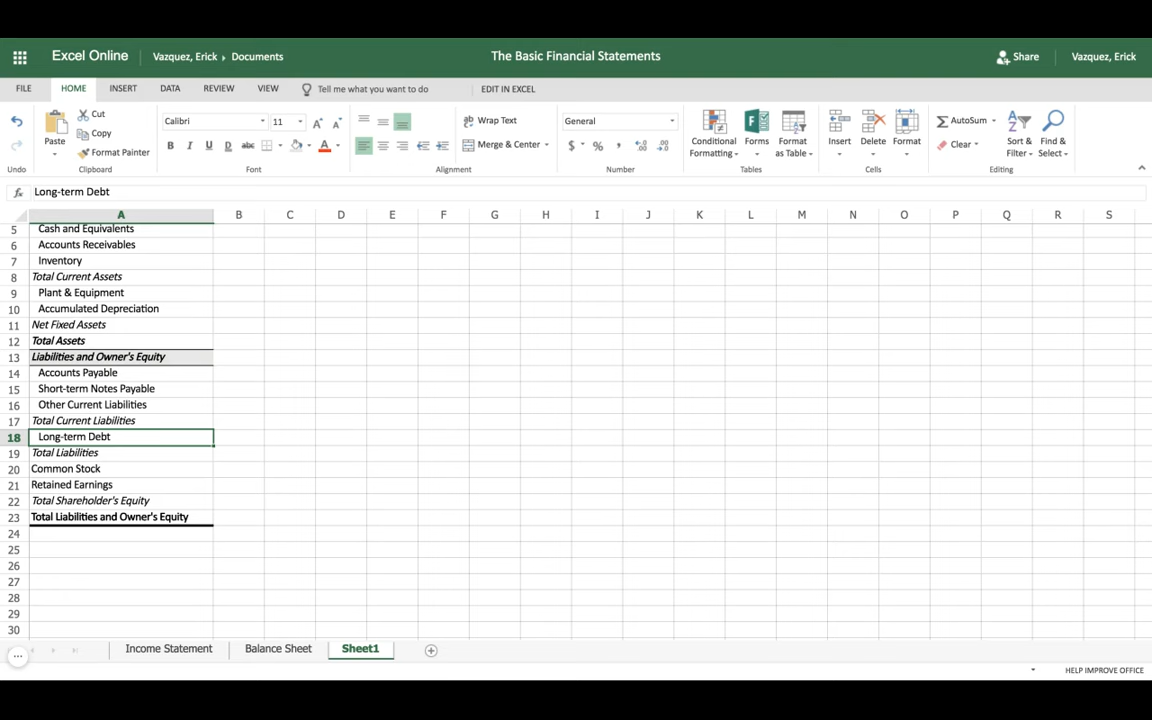 Excel Online Vazquez, Erick ▸ Documents The Basic Financial Statements Share Vazquez, Erick
FILE HOME INSERT DATA REVIEW VIEW Tell me what you want to do EDIT IN EXCEL
Cut
Copy
Format Painter
Paste
Undo Clipboard
Calibri 11 A A
B I U D abc A
Font
Wrap Text
Merge & Center
Alignment
General
$ % , .0 .00
Number
Conditional Formatting Forms Format as Table
Tables
Insert Delete Format
Cells
Σ AutoSum
Clear
Sort & Filter Find & Select
Editing
fx Long-term Debt
A B C D E F G H I J K L M N O P Q R S
5 Cash and Equivalents
6 Accounts Receivables
7 Inventory
8 Total Current Assets
9 Plant & Equipment
10 Accumulated Depreciation
11 Net Fixed Assets
12 Total Assets
13 Liabilities and Owner's Equity
14 Accounts Payable
15 Short-term Notes Payable
16 Other Current Liabilities
17 Total Current Liabilities
18 Long-term Debt
19 Total Liabilities
20 Common Stock
21 Retained Earnings
22 Total Shareholder's Equity
23 Total Liabilities and Owner's Equity
24
25
26
27
28
29
30
... Income Statement Balance Sheet Sheet1
HELP IMPROVE OFFICE